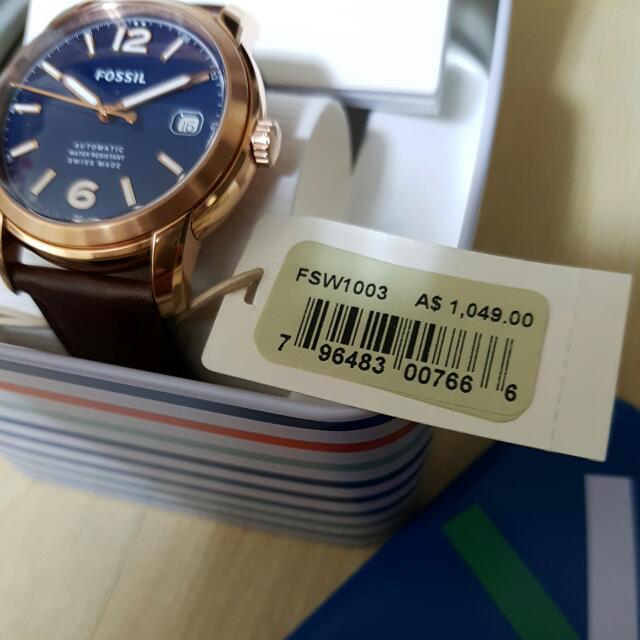 12
FOSSIL
16
AUTOMATIC
WATER RESISTANT
SWISS MADE
6
FSW1003 A$ 1,049.00
7 96483 00766 6